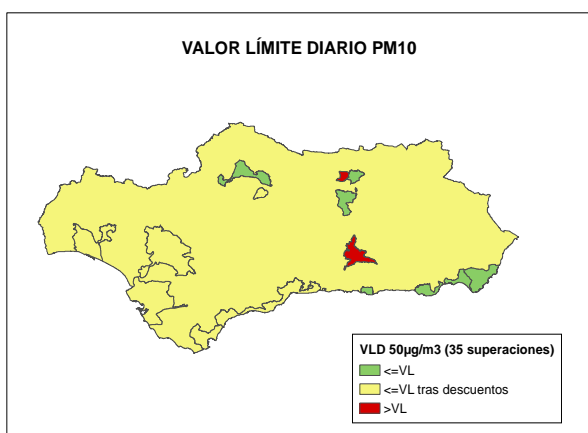 VALOR LÍMITE DIARIO PM10
VLD 50µg/m3 (35 superaciones)
<=VL
<=VL tras descuentos
>VL